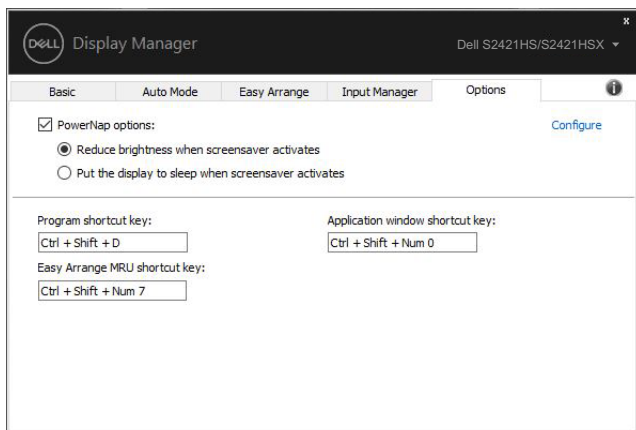 x
DELL Display Manager
Dell S2421HS/S2421HSX
Basic Auto Mode Easy Arrange Input Manager Options
PowerNap options:
Configure
Reduce brightness when screensaver activates
Put the display to sleep when screensaver activates
Program shortcut key:
Application window shortcut key:
Ctrl + Shift + D
Ctrl + Shift + Num 0
Easy Arrange MRU shortcut key:
Ctrl + Shift + Num 7